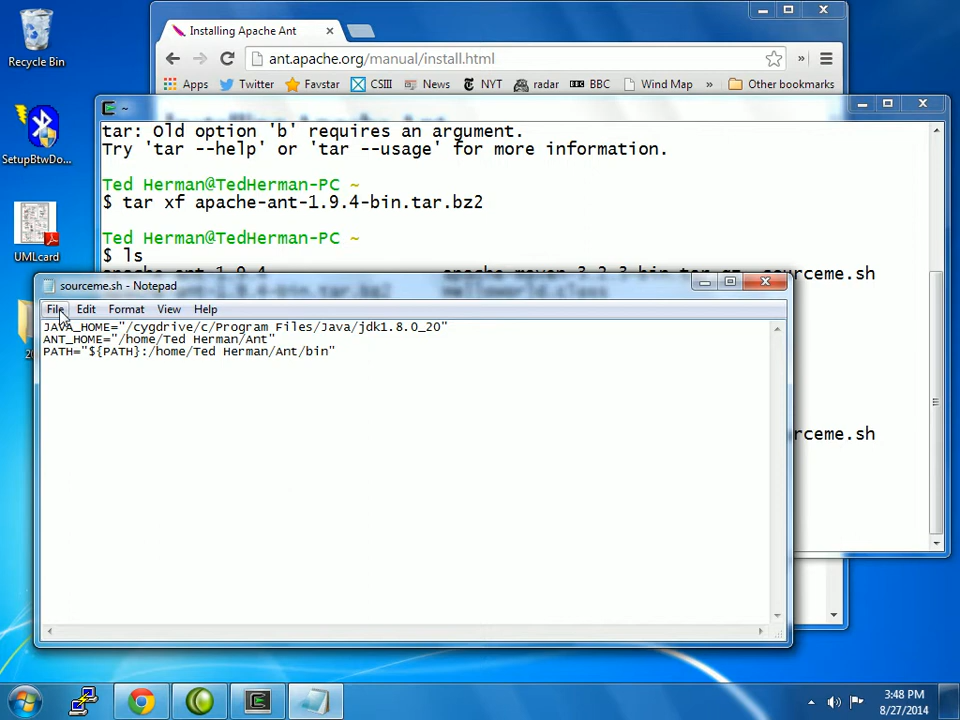 Recycle Bin
SetupBtwDo...
UMLcard
Installing Apache Ant
ant.apache.org/manual/install.html
Apps
Twitter
Favstar
CSIII
News
NYT
radar
BBC
Wind Map
»
Other bookmarks
~
tar: Old option 'b' requires an argument.
Try 'tar --help' or 'tar --usage' for more information.
Ted Herman@TedHerman-PC ~
$ tar xf apache-ant-1.9.4-bin.tar.bz2
Ted Herman@TedHerman-PC ~
$ ls
sourceme.sh - Notepad
File Edit Format View Help
JAVA_HOME="/cygdrive/c/Program Files/Java/jdk1.8.0_20"
ANT_HOME="/home/Ted Herman/Ant"
PATH="${PATH}:/home/Ted Herman/Ant/bin"
3:48 PM
8/27/2014